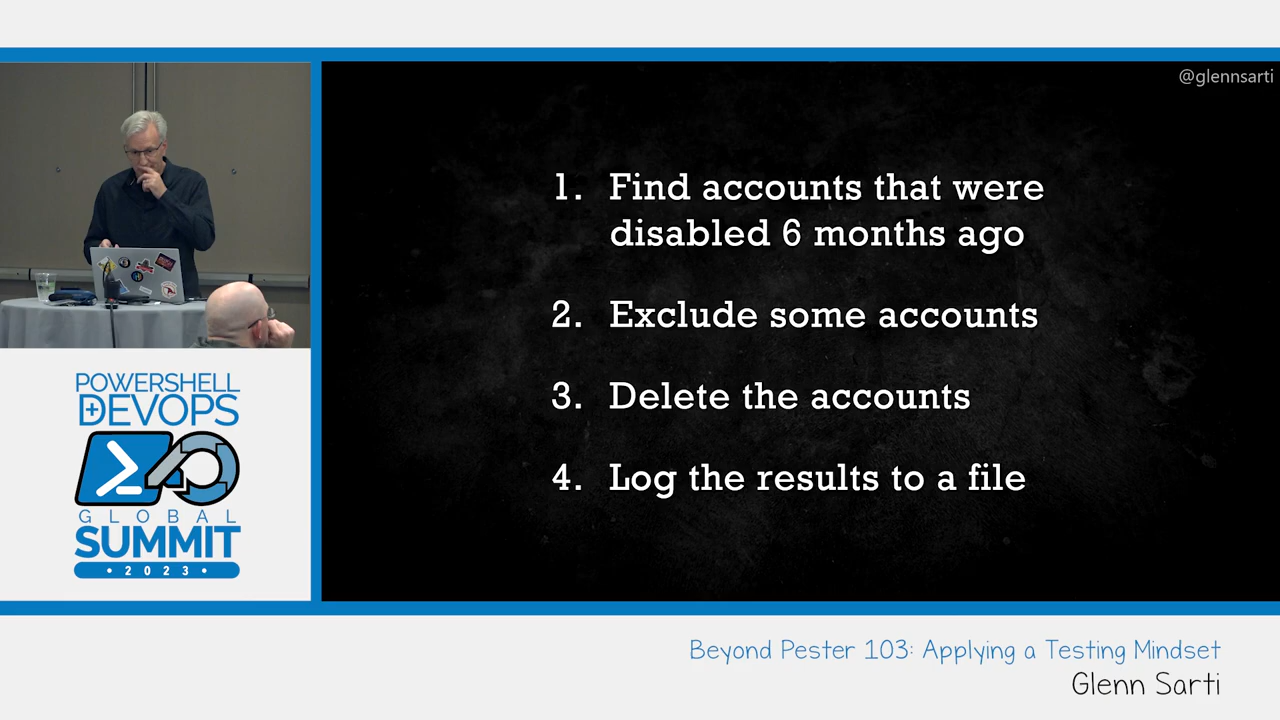 @glennsarti
1. Find accounts that were
disabled 6 months ago
2. Exclude some accounts
3. Delete the accounts
4. Log the results to a file
POWERSHELL
+DEVOPS
GLOBAL
SUMMIT
• 2023 •
Beyond Pester 103: Applying a Testing Mindset
Glenn Sarti